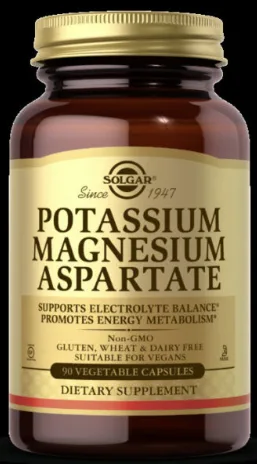 SOLGAR®
Since 1947
POTASSIUM
MAGNESIUM
ASPARTATE
SUPPORTS ELECTROLYTE BALANCE*
PROMOTES ENERGY METABOLISM*
Non-GMO
GLUTEN, WHEAT & DAIRY FREE
SUITABLE FOR VEGANS
90 VEGETABLE CAPSULES
DIETARY SUPPLEMENT